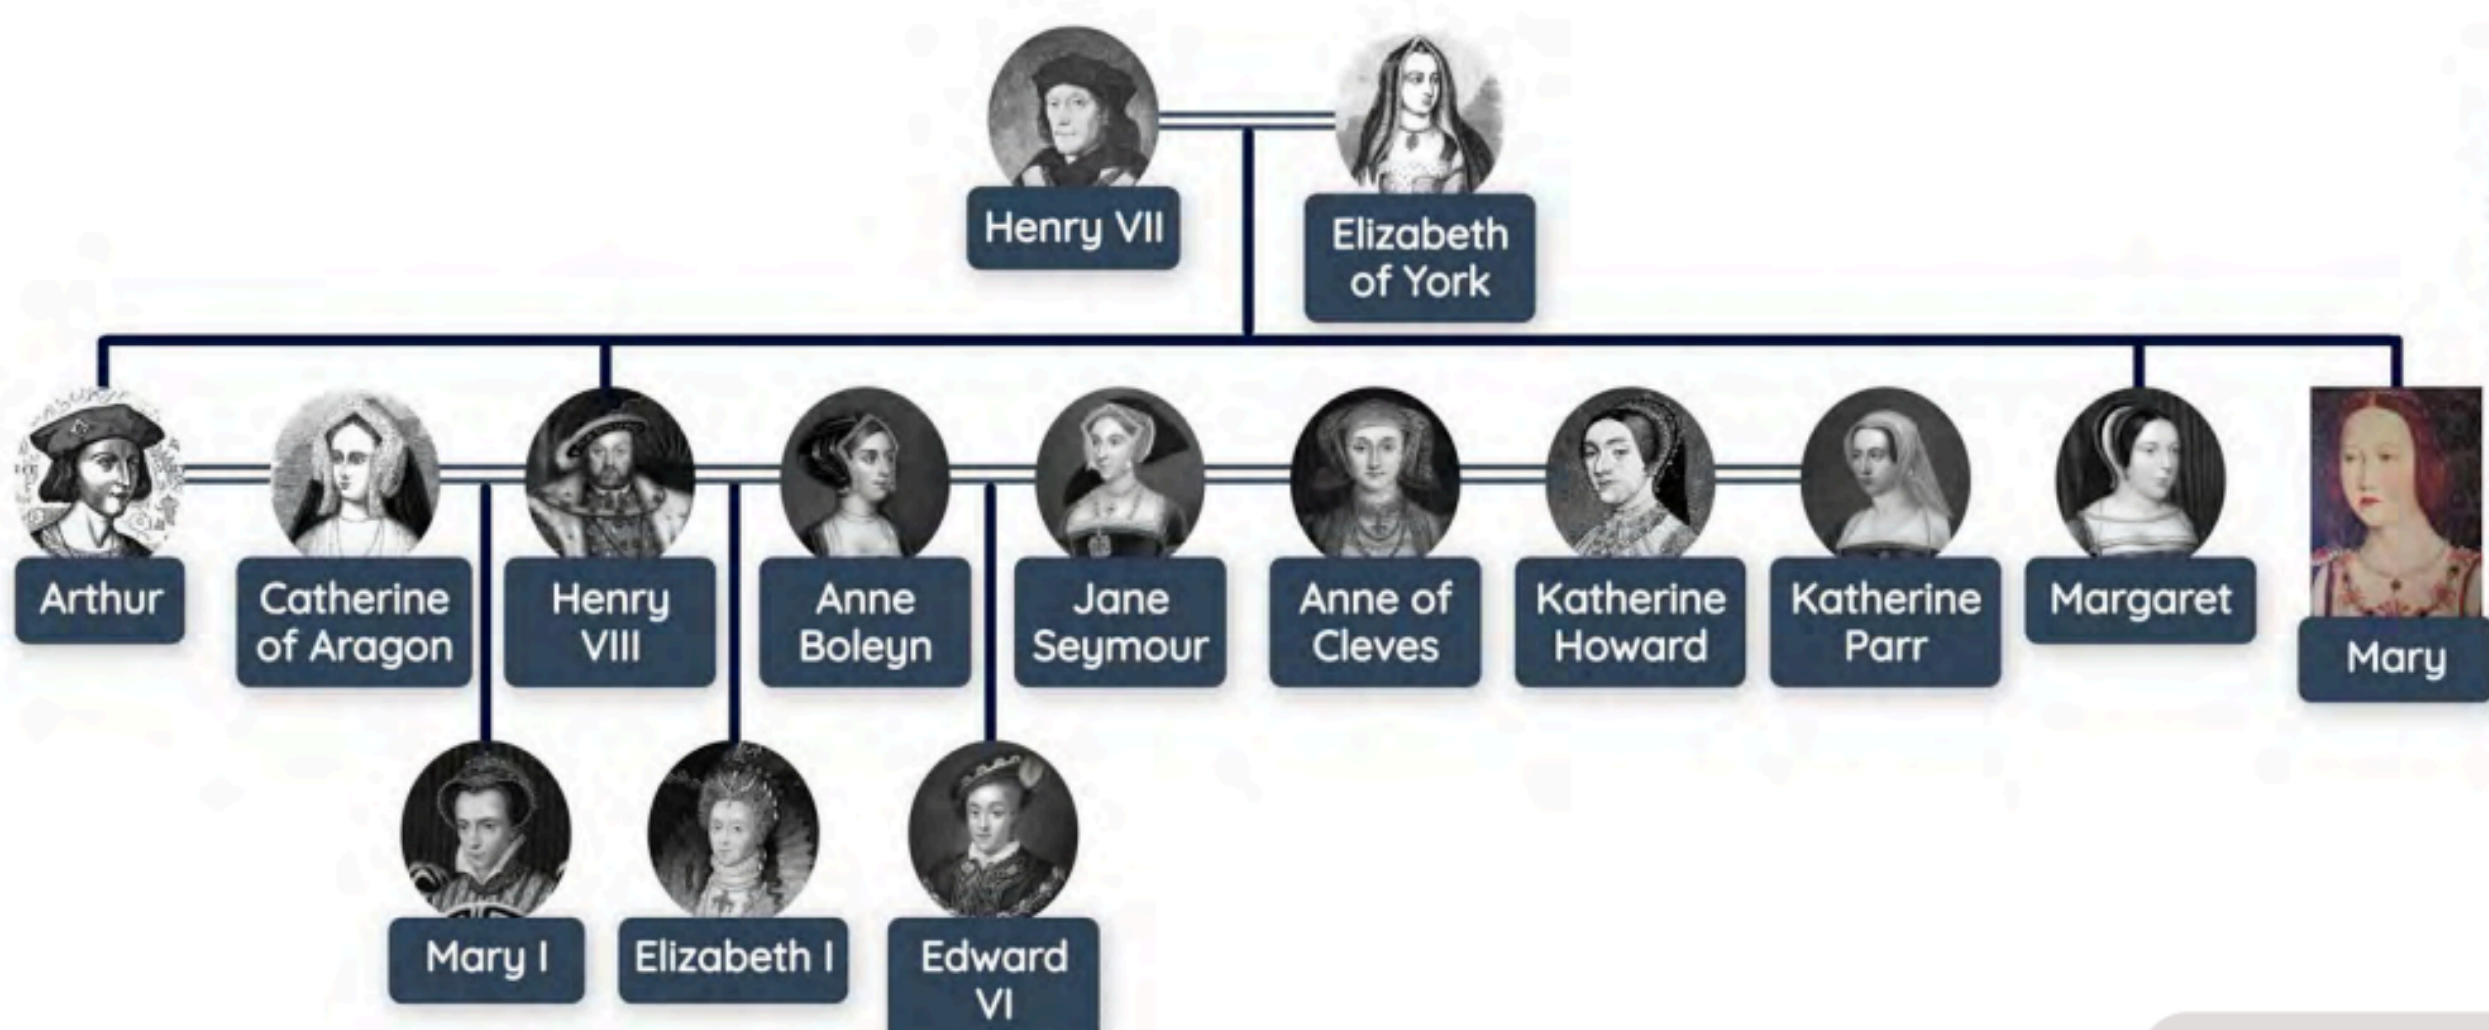 Henry VII
Elizabeth
of York
Arthur
Catherine
of Aragon
Henry
VIII
Anne
Boleyn
Jane
Seymour
Anne of
Cleves
Katherine
Howard
Katherine
Parr
Margaret
Mary
Mary I
Elizabeth I
Edward
VI